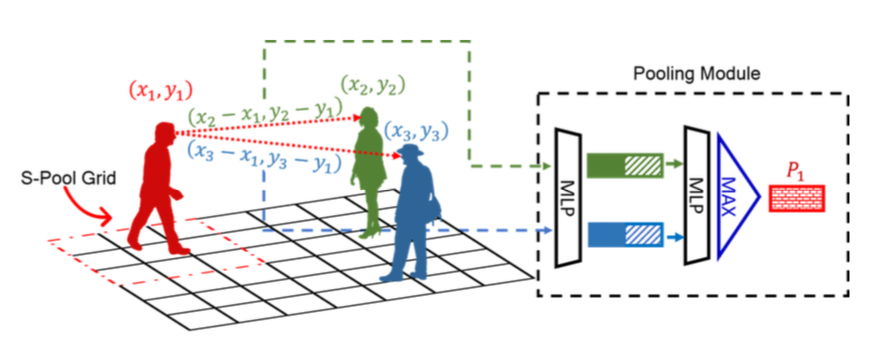 Pooling Module
(x₁, y₁)
(x₂, y₂)
(x₂ − x₁, y₂ − y₁)
(x₃, y₃)
(x₃ − x₁, y₃ − y₁)
S-Pool Grid
MLP
MLP
MAX
P₁